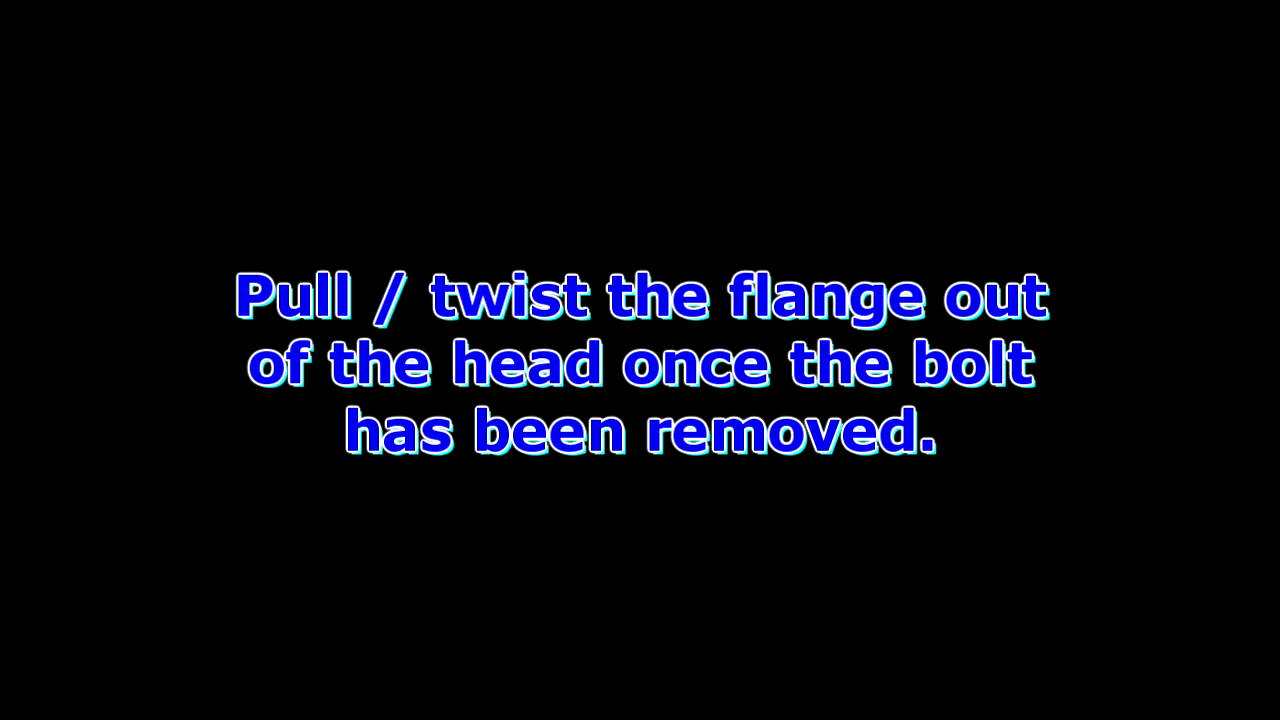 Pull / twist the flange out
of the head once the bolt
has been removed.